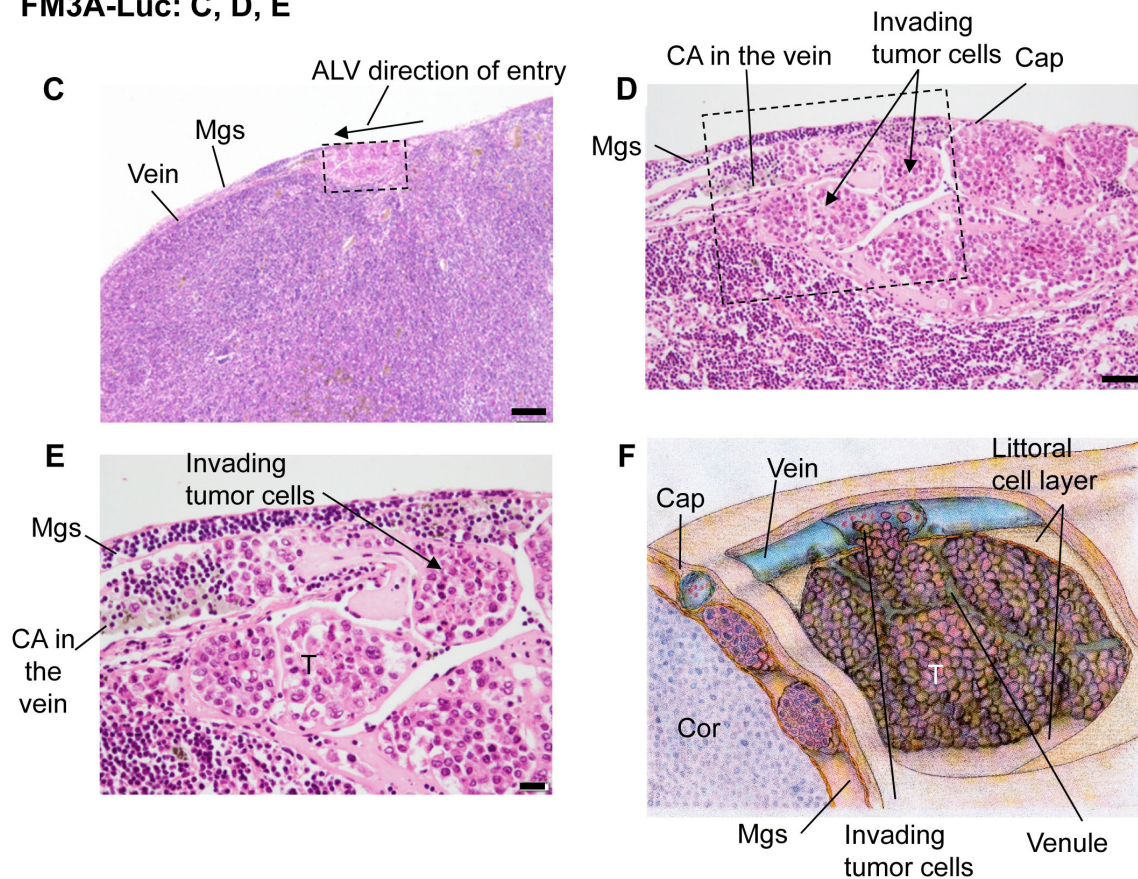 FM3A-Luc: C, D, E
C
ALV direction of entry
Mgs
Vein
D
CA in the vein
Invading
tumor cells
Cap
Mgs
E
Invading
tumor cells
Mgs
CA in
the
vein
T
F
Littoral
cell layer
Vein
Cap
T
Cor
Mgs
Invading
tumor cells
Venule